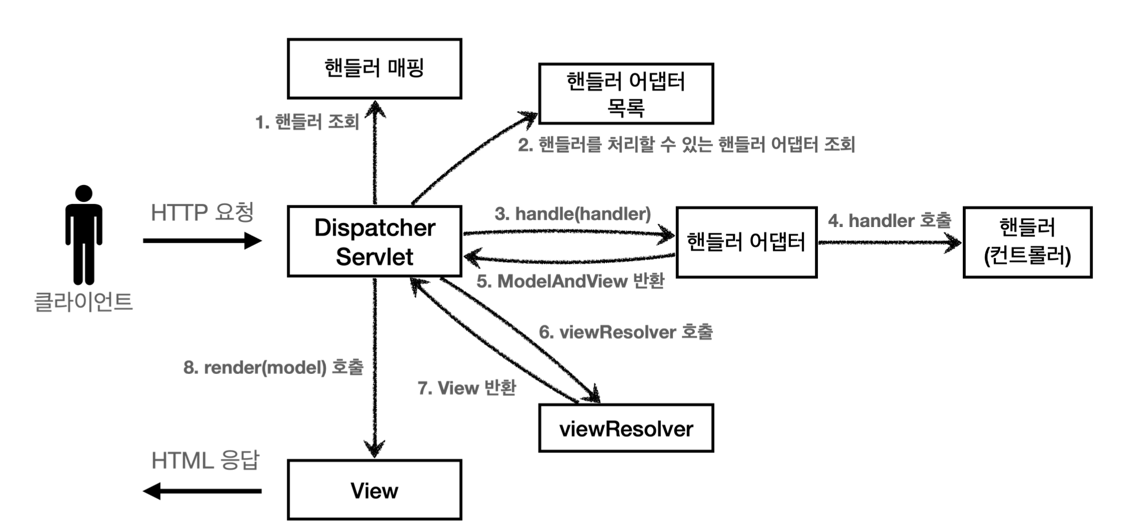 핸들러 매핑
핸들러 어댑터
목록
1. 핸들러 조회
2. 핸들러를 처리할 수 있는 핸들러 어댑터 조회
HTTP 요청
클라이언트
Dispatcher
Servlet
3. handle(handler)
핸들러 어댑터
4. handler 호출
핸들러
(컨트롤러)
5. ModelAndView 반환
6. viewResolver 호출
7. View 반환
viewResolver
8. render(model) 호출
HTML 응답
View